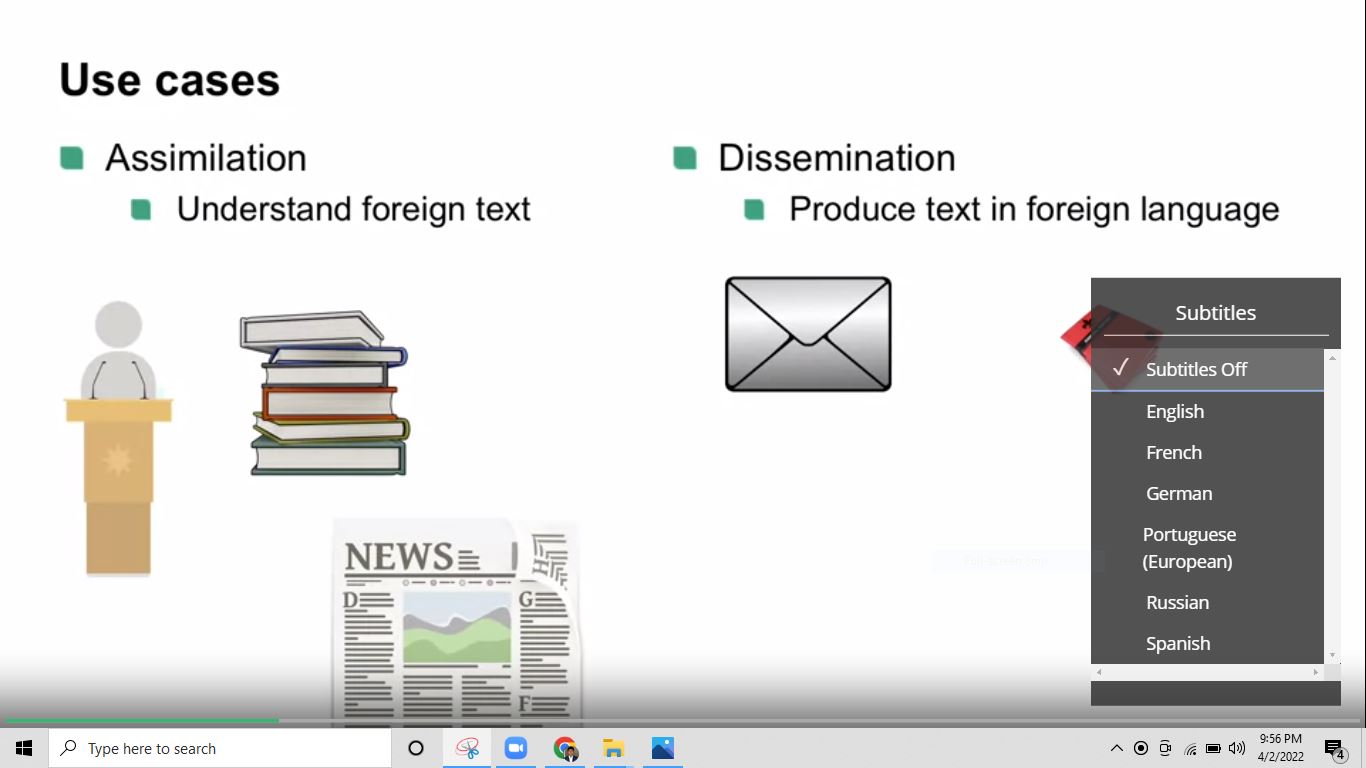 Use cases
Assimilation
Understand foreign text
Dissemination
Produce text in foreign language
NEWS
D
G
F
Subtitles
Subtitles Off
English
French
German
Portuguese
(European)
Russian
Spanish
Type here to search
9:56 PM
4/2/2022
4